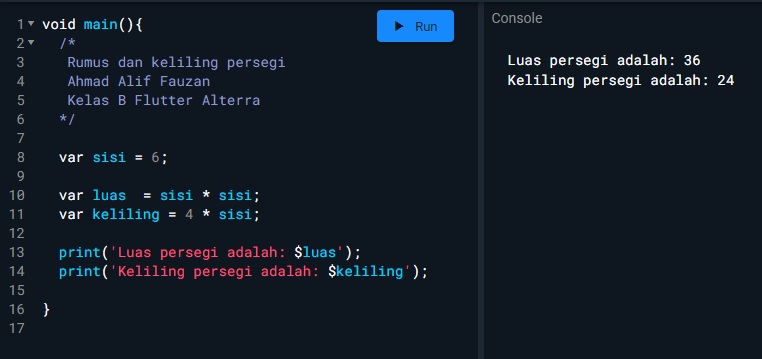 1 void main(){
2 /*
3 Rumus dan keliling persegi
4 Ahmad Alif Fauzan
5 Kelas B Flutter Alterra
6 */
7
8 var sisi = 6;
9
10 var luas  = sisi * sisi;
11 var keliling = 4 * sisi;
12
13 print('Luas persegi adalah: $luas');
14 print('Keliling persegi adalah: $keliling');
15
16 }
17
Run
Console
Luas persegi adalah: 36
Keliling persegi adalah: 24